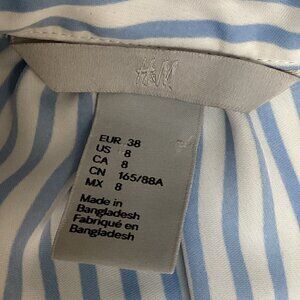 H&M
EUR 38
US 8
CA 8
CN 165/88A
MX 8
Made in
Bangladesh
Fabriqué en
Bangladesh